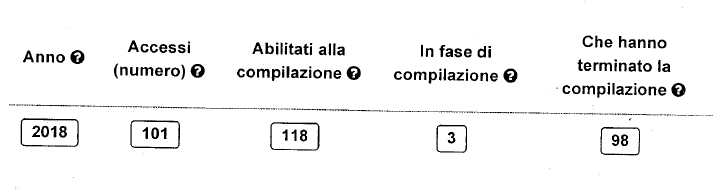 Anno ?
Accessi
(numero) ?
Abilitati alla
compilazione ?
In fase di
compilazione ?
Che hanno
terminato la
compilazione ?
2018 101 118 3 98